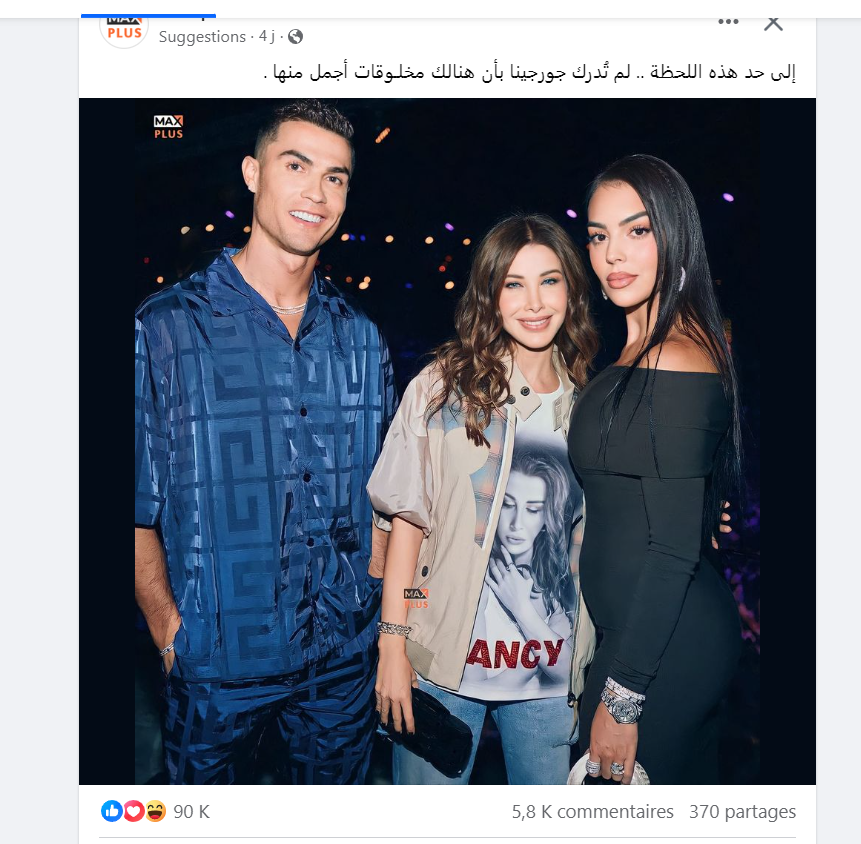 MAX
PLUS
Suggestions · 4 j ·
إلى حد هذه اللحظة .. لم تُدرك جورجينا بأن هنالك مخلـوقات أجمل منها .
MAX
PLUS
MAX
PLUS
ANCY
90 K
5,8 K commentaires
370 partages